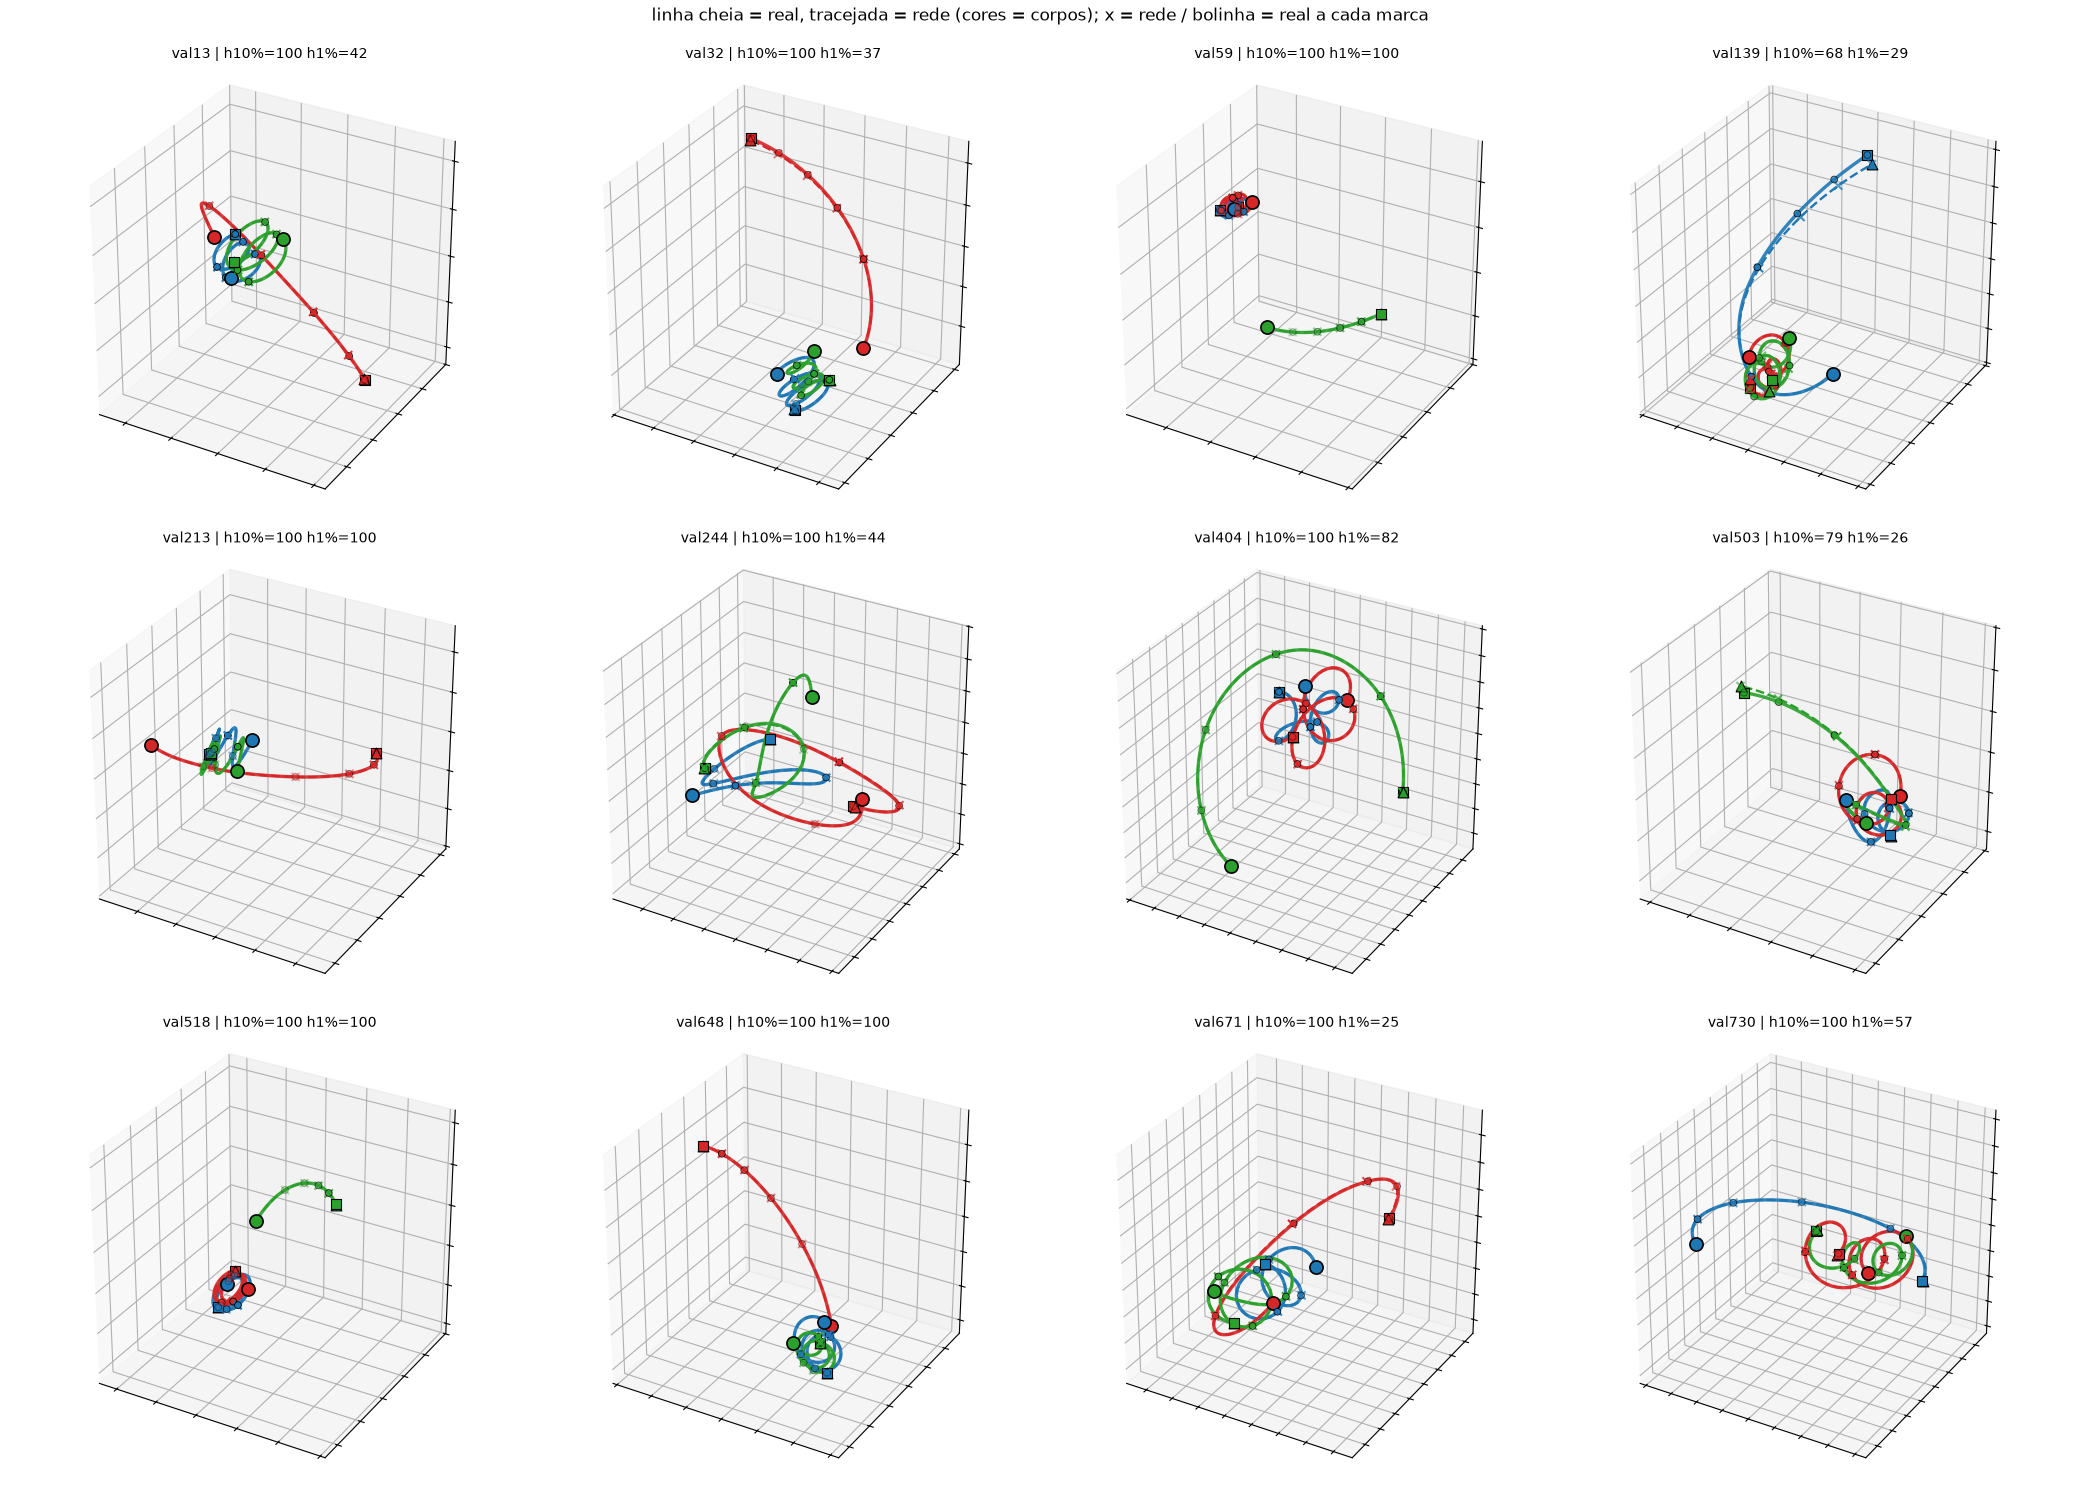 linha cheia = real, tracejada = rede (cores = corpos); x = rede / bolinha = real a cada marca
val13 | h10%=100 h1%=42
val32 | h10%=100 h1%=37
val59 | h10%=100 h1%=100
val139 | h10%=68 h1%=29
val213 | h10%=100 h1%=100
val244 | h10%=100 h1%=44
val404 | h10%=100 h1%=82
val503 | h10%=79 h1%=26
val518 | h10%=100 h1%=100
val648 | h10%=100 h1%=100
val671 | h10%=100 h1%=25
val730 | h10%=100 h1%=57